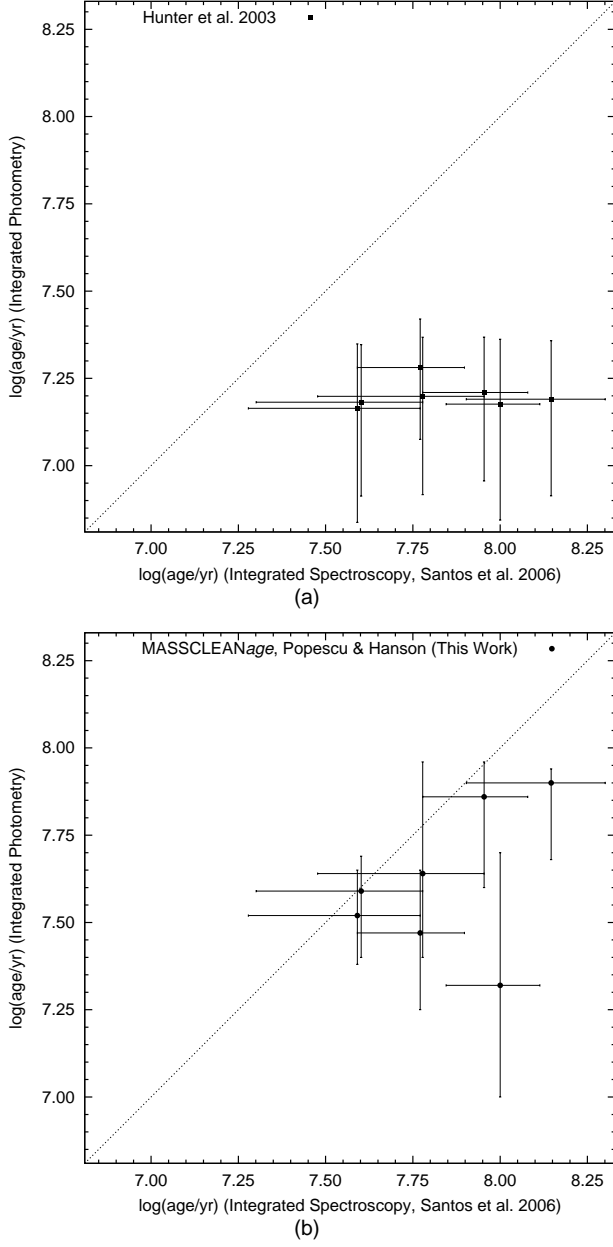 Hunter et al. 2003
8.25
8.00
7.75
7.50
7.25
7.00
log(age/yr) (Integrated Photometry)
7.00 7.25 7.50 7.75 8.00 8.25
log(age/yr) (Integrated Spectroscopy, Santos et al. 2006)
(a)
MASSCLEANage, Popescu & Hanson (This Work)
8.25
8.00
7.75
7.50
7.25
7.00
log(age/yr) (Integrated Photometry)
7.00 7.25 7.50 7.75 8.00 8.25
log(age/yr) (Integrated Spectroscopy, Santos et al. 2006)
(b)